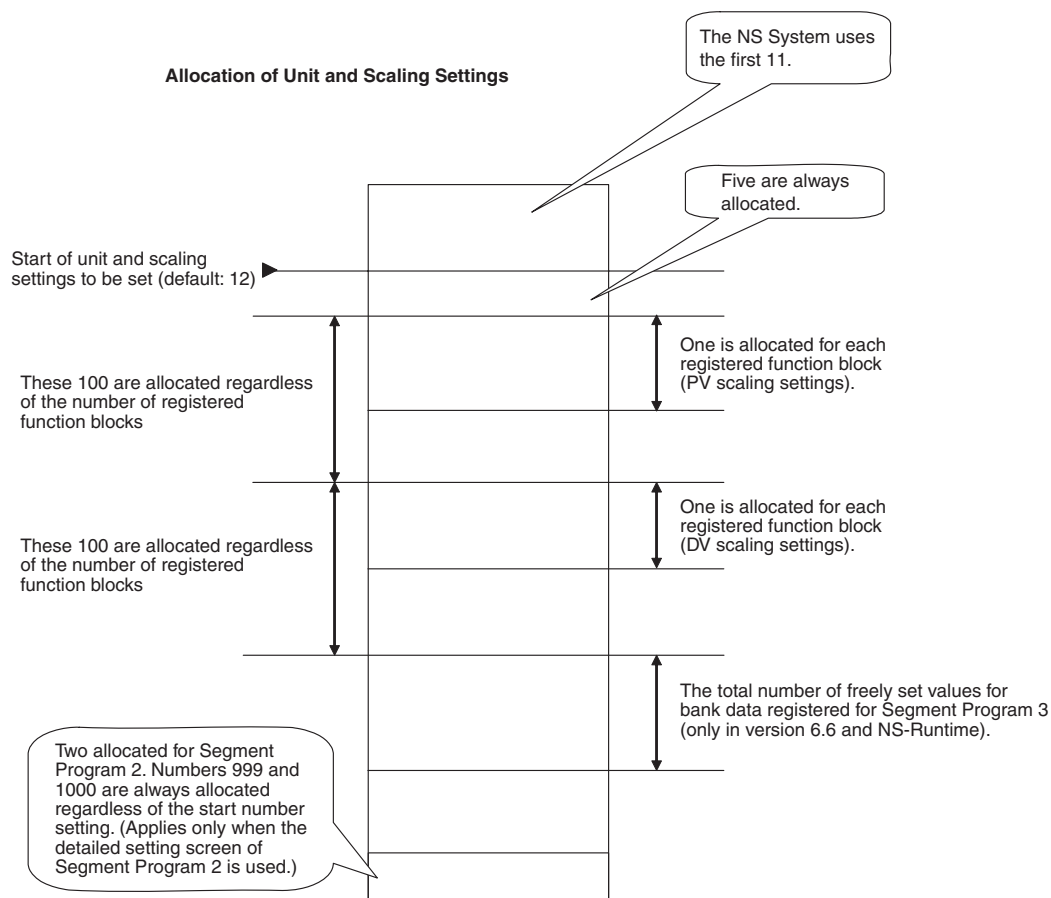 The NS System uses
the first 11.
Allocation of Unit and Scaling Settings
Five are always
allocated.
Start of unit and scaling
settings to be set (default: 12)
One is allocated for each
registered function block
(PV scaling settings).
These 100 are allocated regardless
of the number of registered
function blocks
One is allocated for each
registered function block
(DV scaling settings).
These 100 are allocated regardless
of the number of registered
function blocks
The total number of freely set values for
bank data registered for Segment Program 3
(only in version 6.6 and NS-Runtime).
Two allocated for Segment
Program 2. Numbers 999 and
1000 are always allocated
regardless of the start number
setting. (Applies only when the
detailed setting screen of
Segment Program 2 is used.)